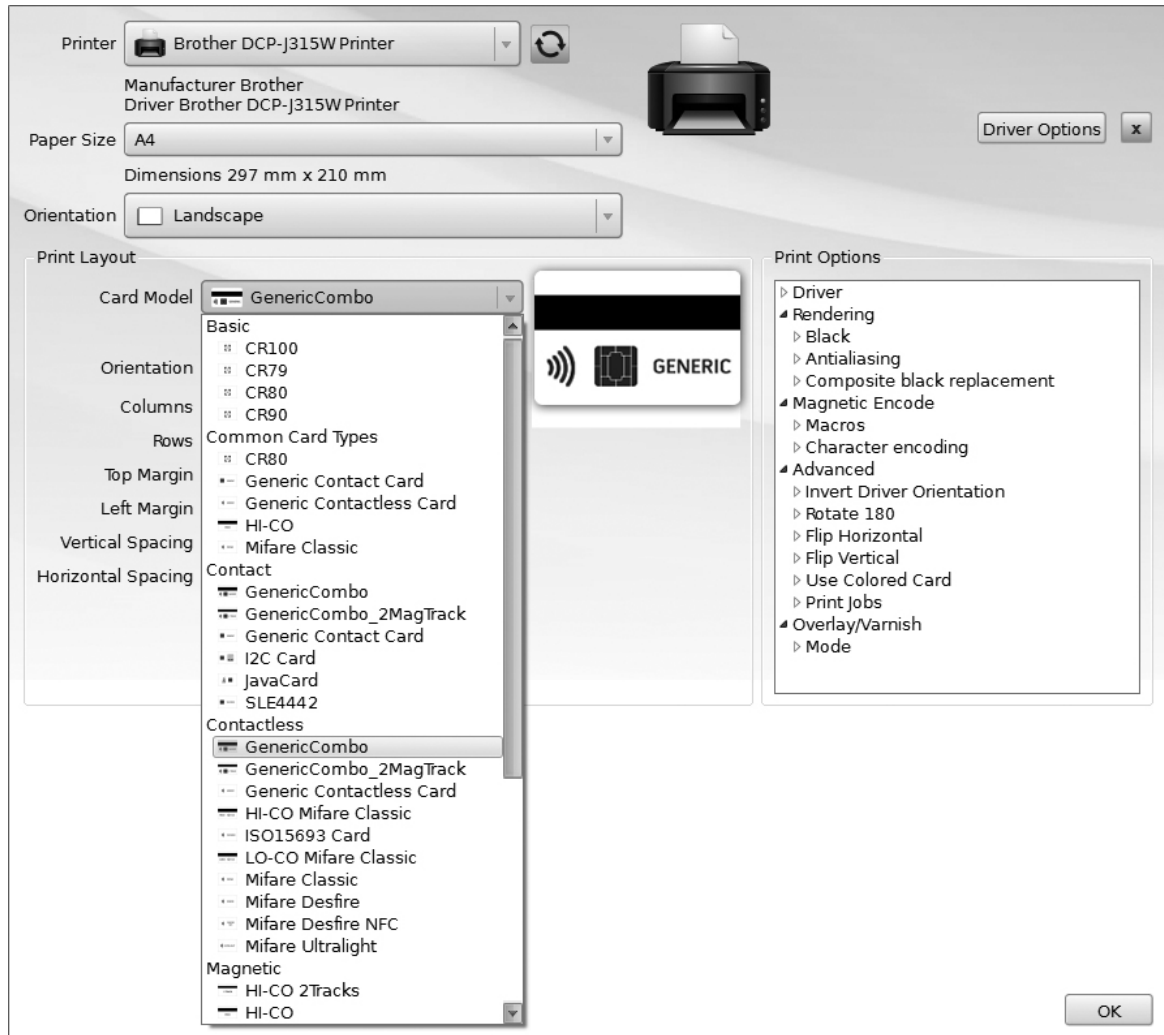 Printer
Brother DCP-J315W Printer
Manufacturer Brother
Driver Brother DCP-J315W Printer
Driver Options
x
Paper Size
A4
Dimensions 297 mm x 210 mm
Orientation
Landscape
Print Layout
Card Model
GenericCombo
Orientation
Columns
Rows
Top Margin
Left Margin
Vertical Spacing
Horizontal Spacing
Basic
CR100
CR79
CR80
CR90
Common Card Types
CR80
Generic Contact Card
Generic Contactless Card
HI-CO
Mifare Classic
Contact
GenericCombo
GenericCombo_2MagTrack
Generic Contact Card
I2C Card
JavaCard
SLE4442
Contactless
GenericCombo
GenericCombo_2MagTrack
Generic Contactless Card
HI-CO Mifare Classic
ISO15693 Card
LO-CO Mifare Classic
Mifare Classic
Mifare Desfire
Mifare Desfire NFC
Mifare Ultralight
Magnetic
HI-CO 2Tracks
HI-CO
GENERIC
Print Options
Driver
Rendering
Black
Antialiasing
Composite black replacement
Magnetic Encode
Macros
Character encoding
Advanced
Invert Driver Orientation
Rotate 180
Flip Horizontal
Flip Vertical
Use Colored Card
Print Jobs
Overlay/Varnish
Mode
OK